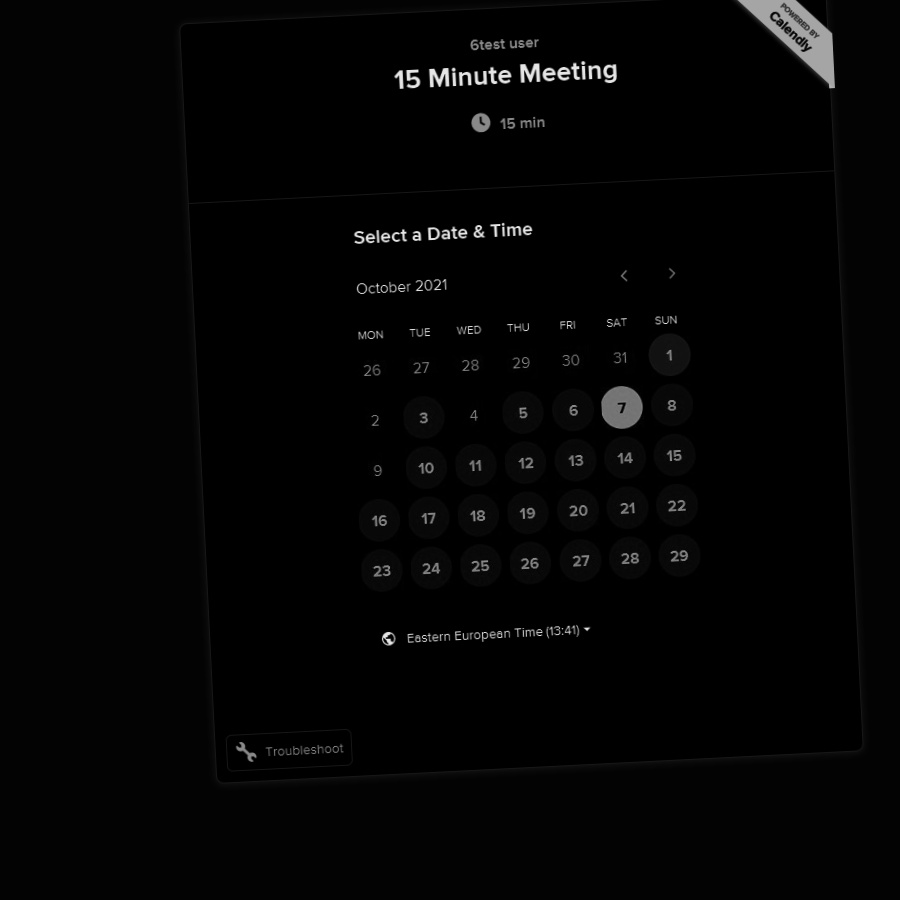 6test user
15 Minute Meeting
15 min
POWERED BY
Calendly
Select a Date & Time
October 2021
MON TUE WED THU FRI SAT SUN
26 27 28 29 30 31 1
2 3 4 5 6 7 8
9 10 11 12 13 14 15
16 17 18 19 20 21 22
23 24 25 26 27 28 29
Eastern European Time (13:41)
Troubleshoot